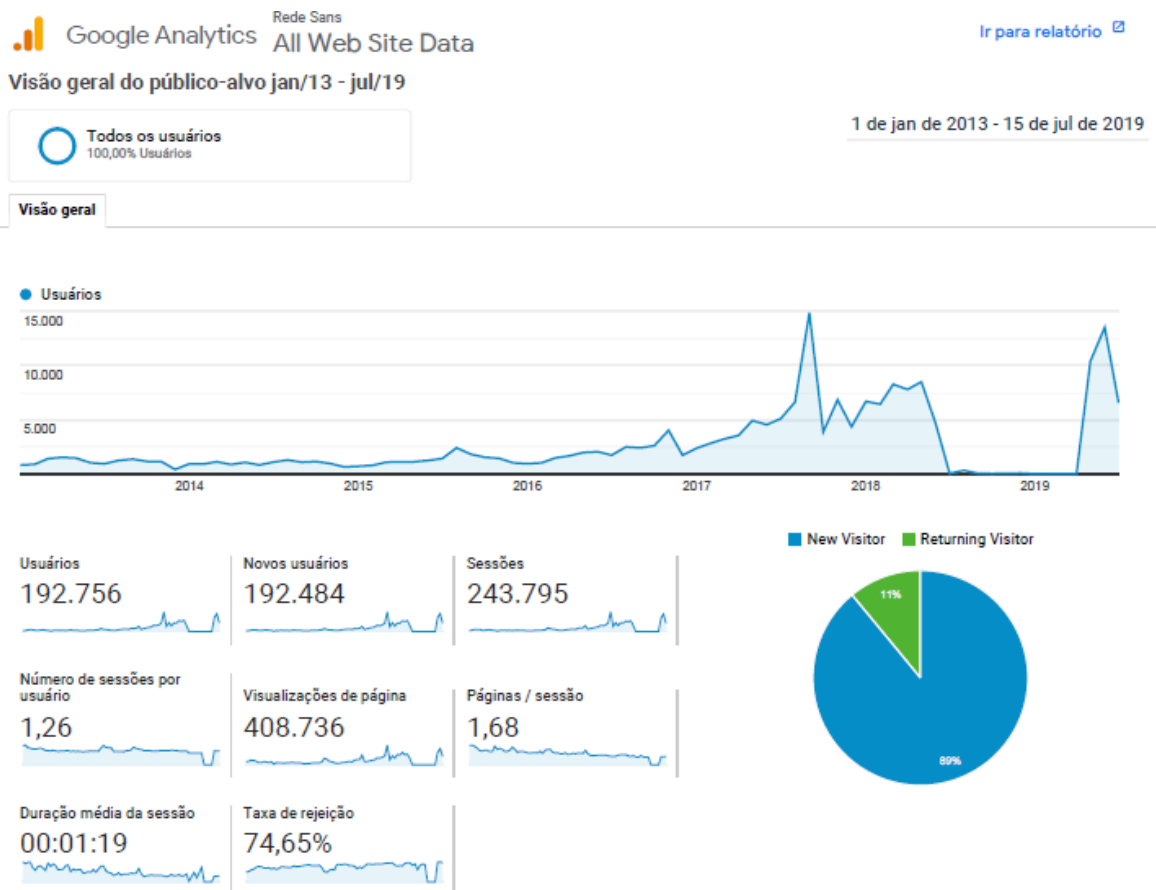 Google Analytics
Rede Sans
All Web Site Data
Ir para relatório
Visão geral do público-alvo jan/13 - jul/19
Todos os usuários
100,00% Usuários
1 de jan de 2013 - 15 de jul de 2019
Visão geral
Usuários
15.000
10.000
5.000
2014 2015 2016 2017 2018 2019
New Visitor Returning Visitor
11%
89%
Usuários
192.756
Novos usuários
192.484
Sessões
243.795
Número de sessões por
usuário
1,26
Visualizações de página
408.736
Páginas / sessão
1,68
Duração média da sessão
00:01:19
Taxa de rejeição
74,65%